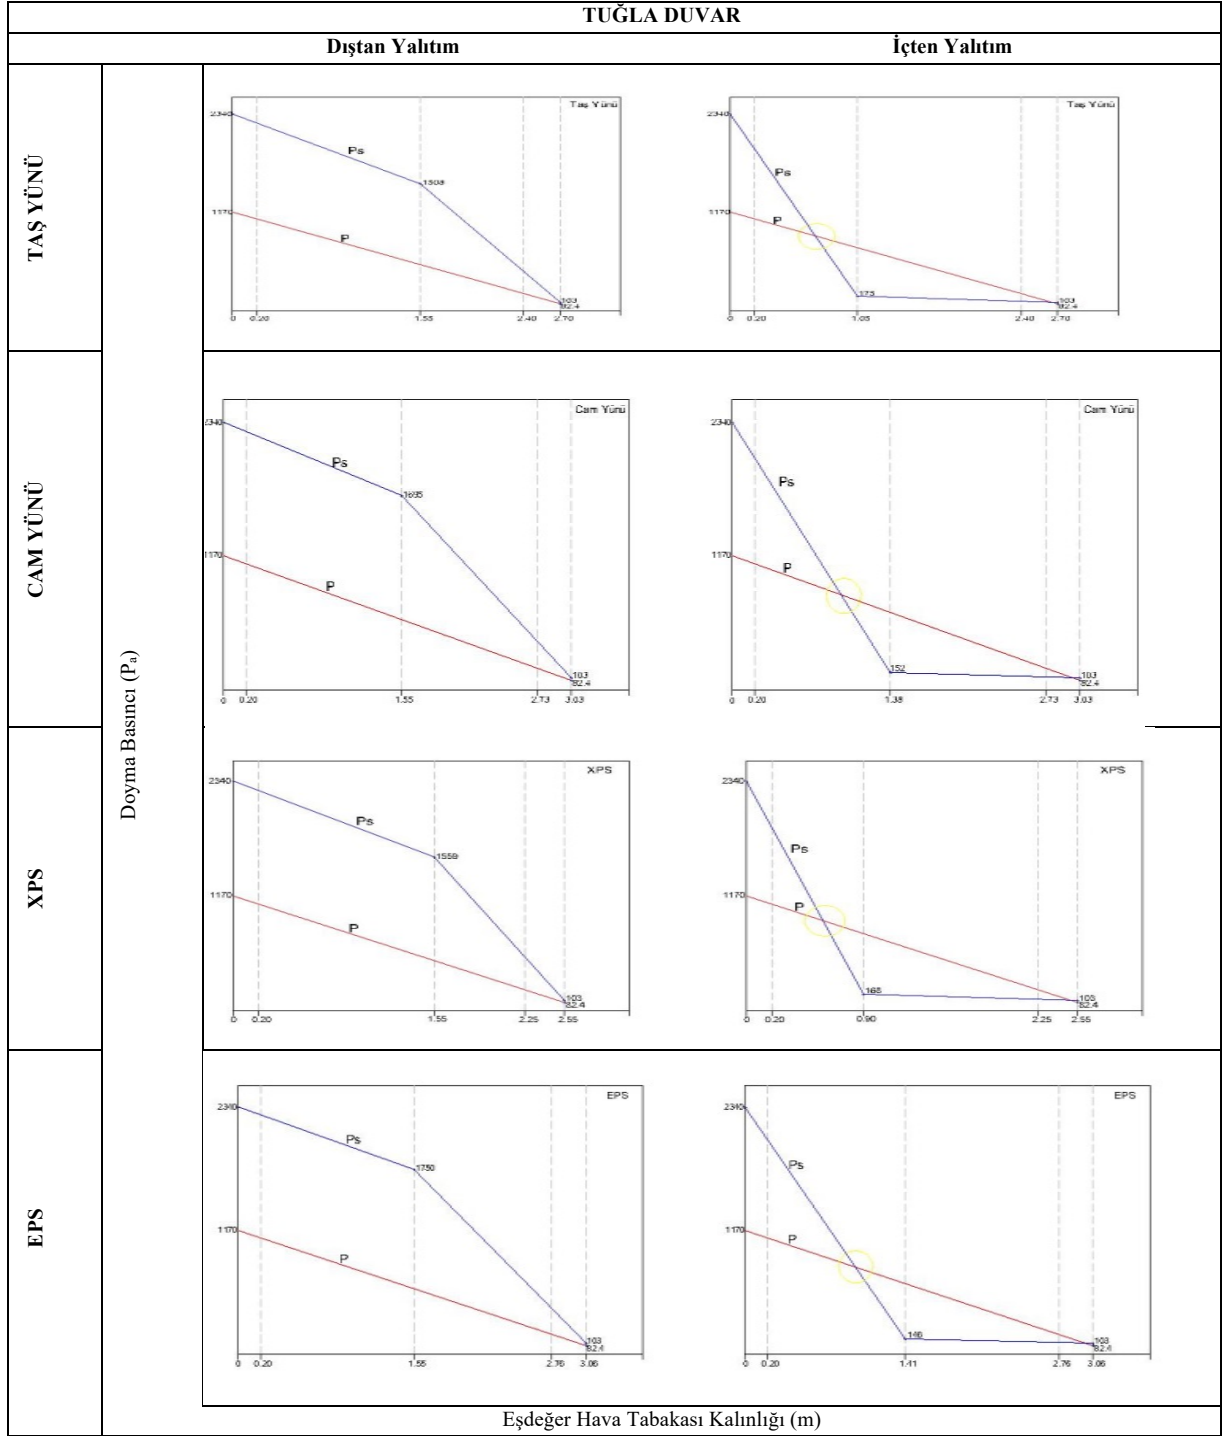 TUĞLA DUVAR
Dıştan Yalıtım
İçten Yalıtım
TAŞ YÜNÜ
Doyma Basıncı (Pa)
Taş Yünü
2340
Ps
1509
1170
P
103
82.4
0 0.20 1.55 2.40 2.70
Taş Yünü
2340
Ps
1170
P
173
103
82.4
0 0.20 1.05 2.40 2.70
CAM YÜNÜ
Cam Yünü
2340
Ps
1695
1170
P
103
82.4
0 0.20 1.55 2.73 3.03
Cam Yünü
2340
Ps
1170
P
152
103
82.4
0 0.20 1.38 2.73 3.03
XPS
XPS
2340
Ps
1559
1170
P
103
82.4
0 0.20 1.55 2.25 2.55
XPS
2340
Ps
1170
P
168
103
82.4
0 0.20 0.90 2.25 2.55
EPS
EPS
2340
Ps
1750
1170
P
103
82.4
0 0.20 1.55 2.76 3.06
EPS
2340
Ps
1170
P
146
103
82.4
0 0.20 1.41 2.76 3.06
Eşdeğer Hava Tabakası Kalınlığı (m)